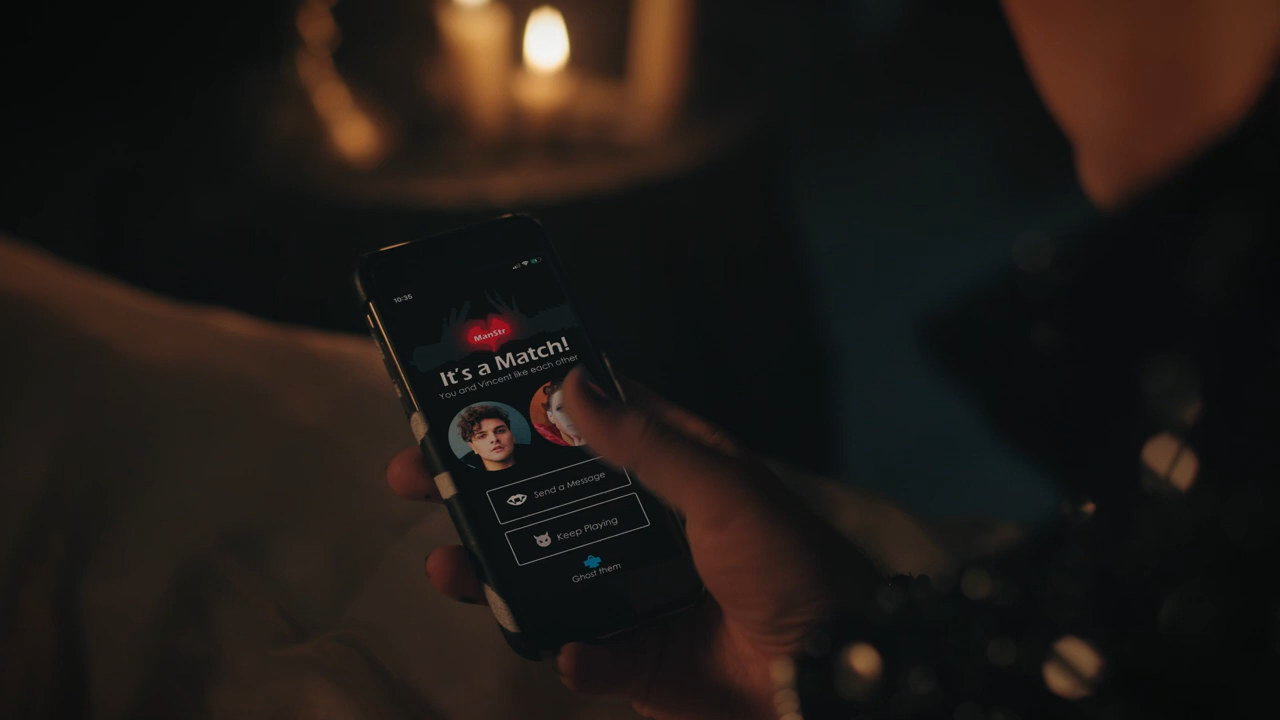 10:35
ManStr
It's a Match!
You and Vincent like each other
Send a Message
Keep Playing
Ghost them